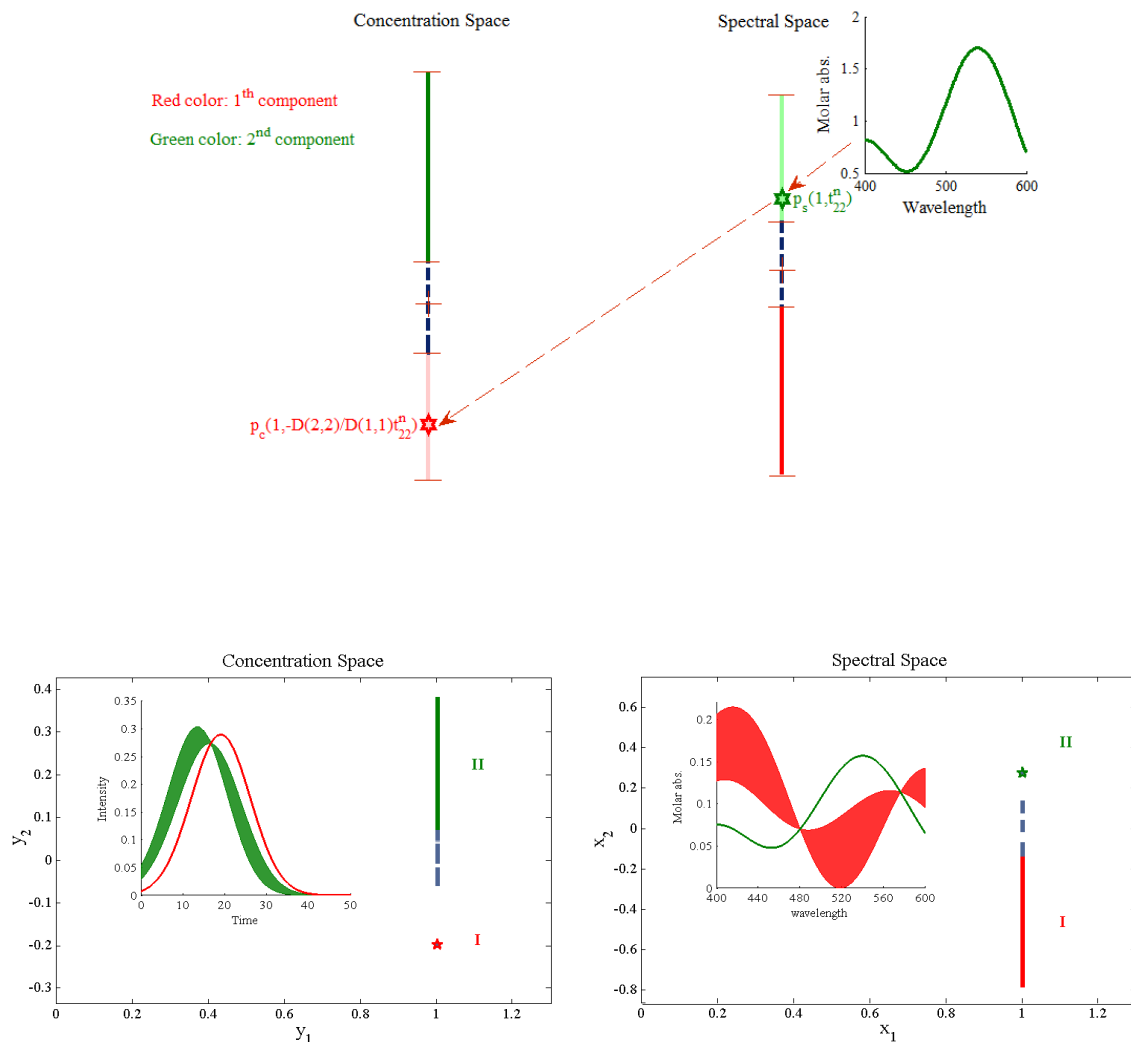 Concentration Space
Spectral Space
Red color: 1th component
Green color: 2nd component
Molar abs.
2
1.5
1
0.5
400
500
600
Wavelength
ps(1,tn22)
pc(1,-D(2,2)/D(1,1)tn22)
Concentration Space
y2
0.4
0.3
0.2
0.1
0
-0.1
-0.2
-0.3
0
0.2
0.4
0.6
0.8
1
1.2
y1
Intensity
0.35
0.3
0.25
0.2
0.15
0.1
0.05
0
0
10
20
30
40
50
Time
II
I
Spectral Space
x2
0.6
0.4
0.2
0
-0.2
-0.4
-0.6
-0.8
0
0.2
0.4
0.6
0.8
1
1.2
x1
Molar abs.
0.2
0.15
0.1
0.05
0
400
440
480
520
560
600
wavelength
II
I